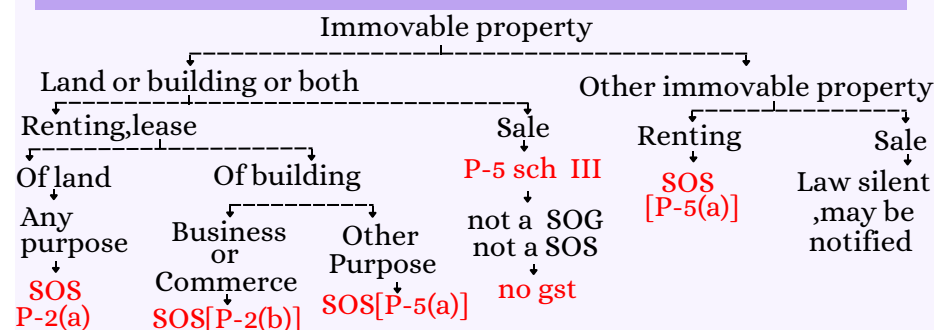 Immovable property
Land or building or both
Other immovable property
Renting,lease
Sale
Renting
Sale
P-5 sch III
Of land
Of building
SOS
[P-5(a)]
Law silent
,may be
notified
Any
purpose
Business
or
Commerce
Other
Purpose
not a SOG
not a SOS
SOS
P-2(a)
SOS[P-2(b)]
SOS[P-5(a)]
no gst